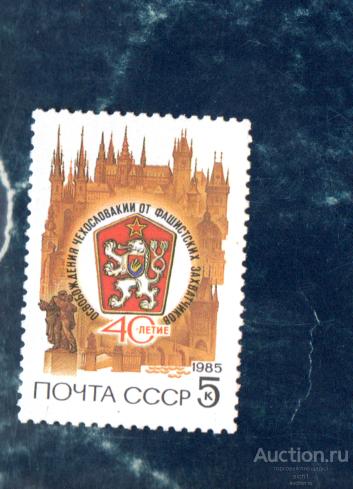 ОСВОБОЖДЕНИЯ ЧЕХОСЛОВАКИИ ОТ ФАШИСТСКИХ ЗАХВАТЧИКОВ
40-ЛЕТИЕ
1985
ПОЧТА СССР 5 К
Auction.ru